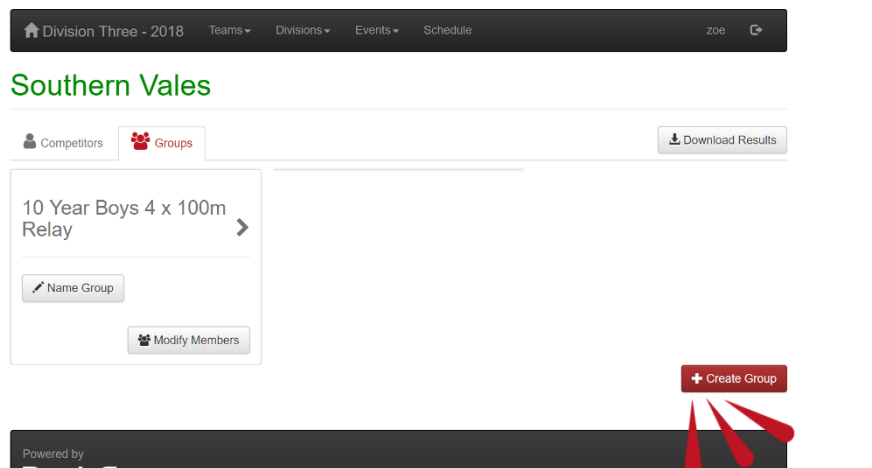 Division Three - 2018 Teams Divisions Events Schedule zoe
Southern Vales
Competitors Groups Download Results
10 Year Boys 4 x 100m
Relay
Name Group
Modify Members
Create Group
Powered by